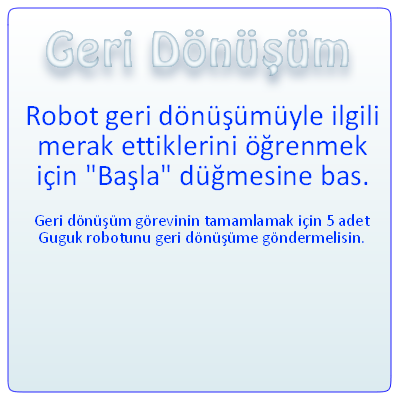 Geri Dönüşüm
Robot geri dönüşümüyle ilgili
merak ettiklerini öğrenmek
için "Başla" düğmesine bas.
Geri dönüşüm görevinin tamamlamak için 5 adet
Guguk robotunu geri dönüşüme göndermelisin.